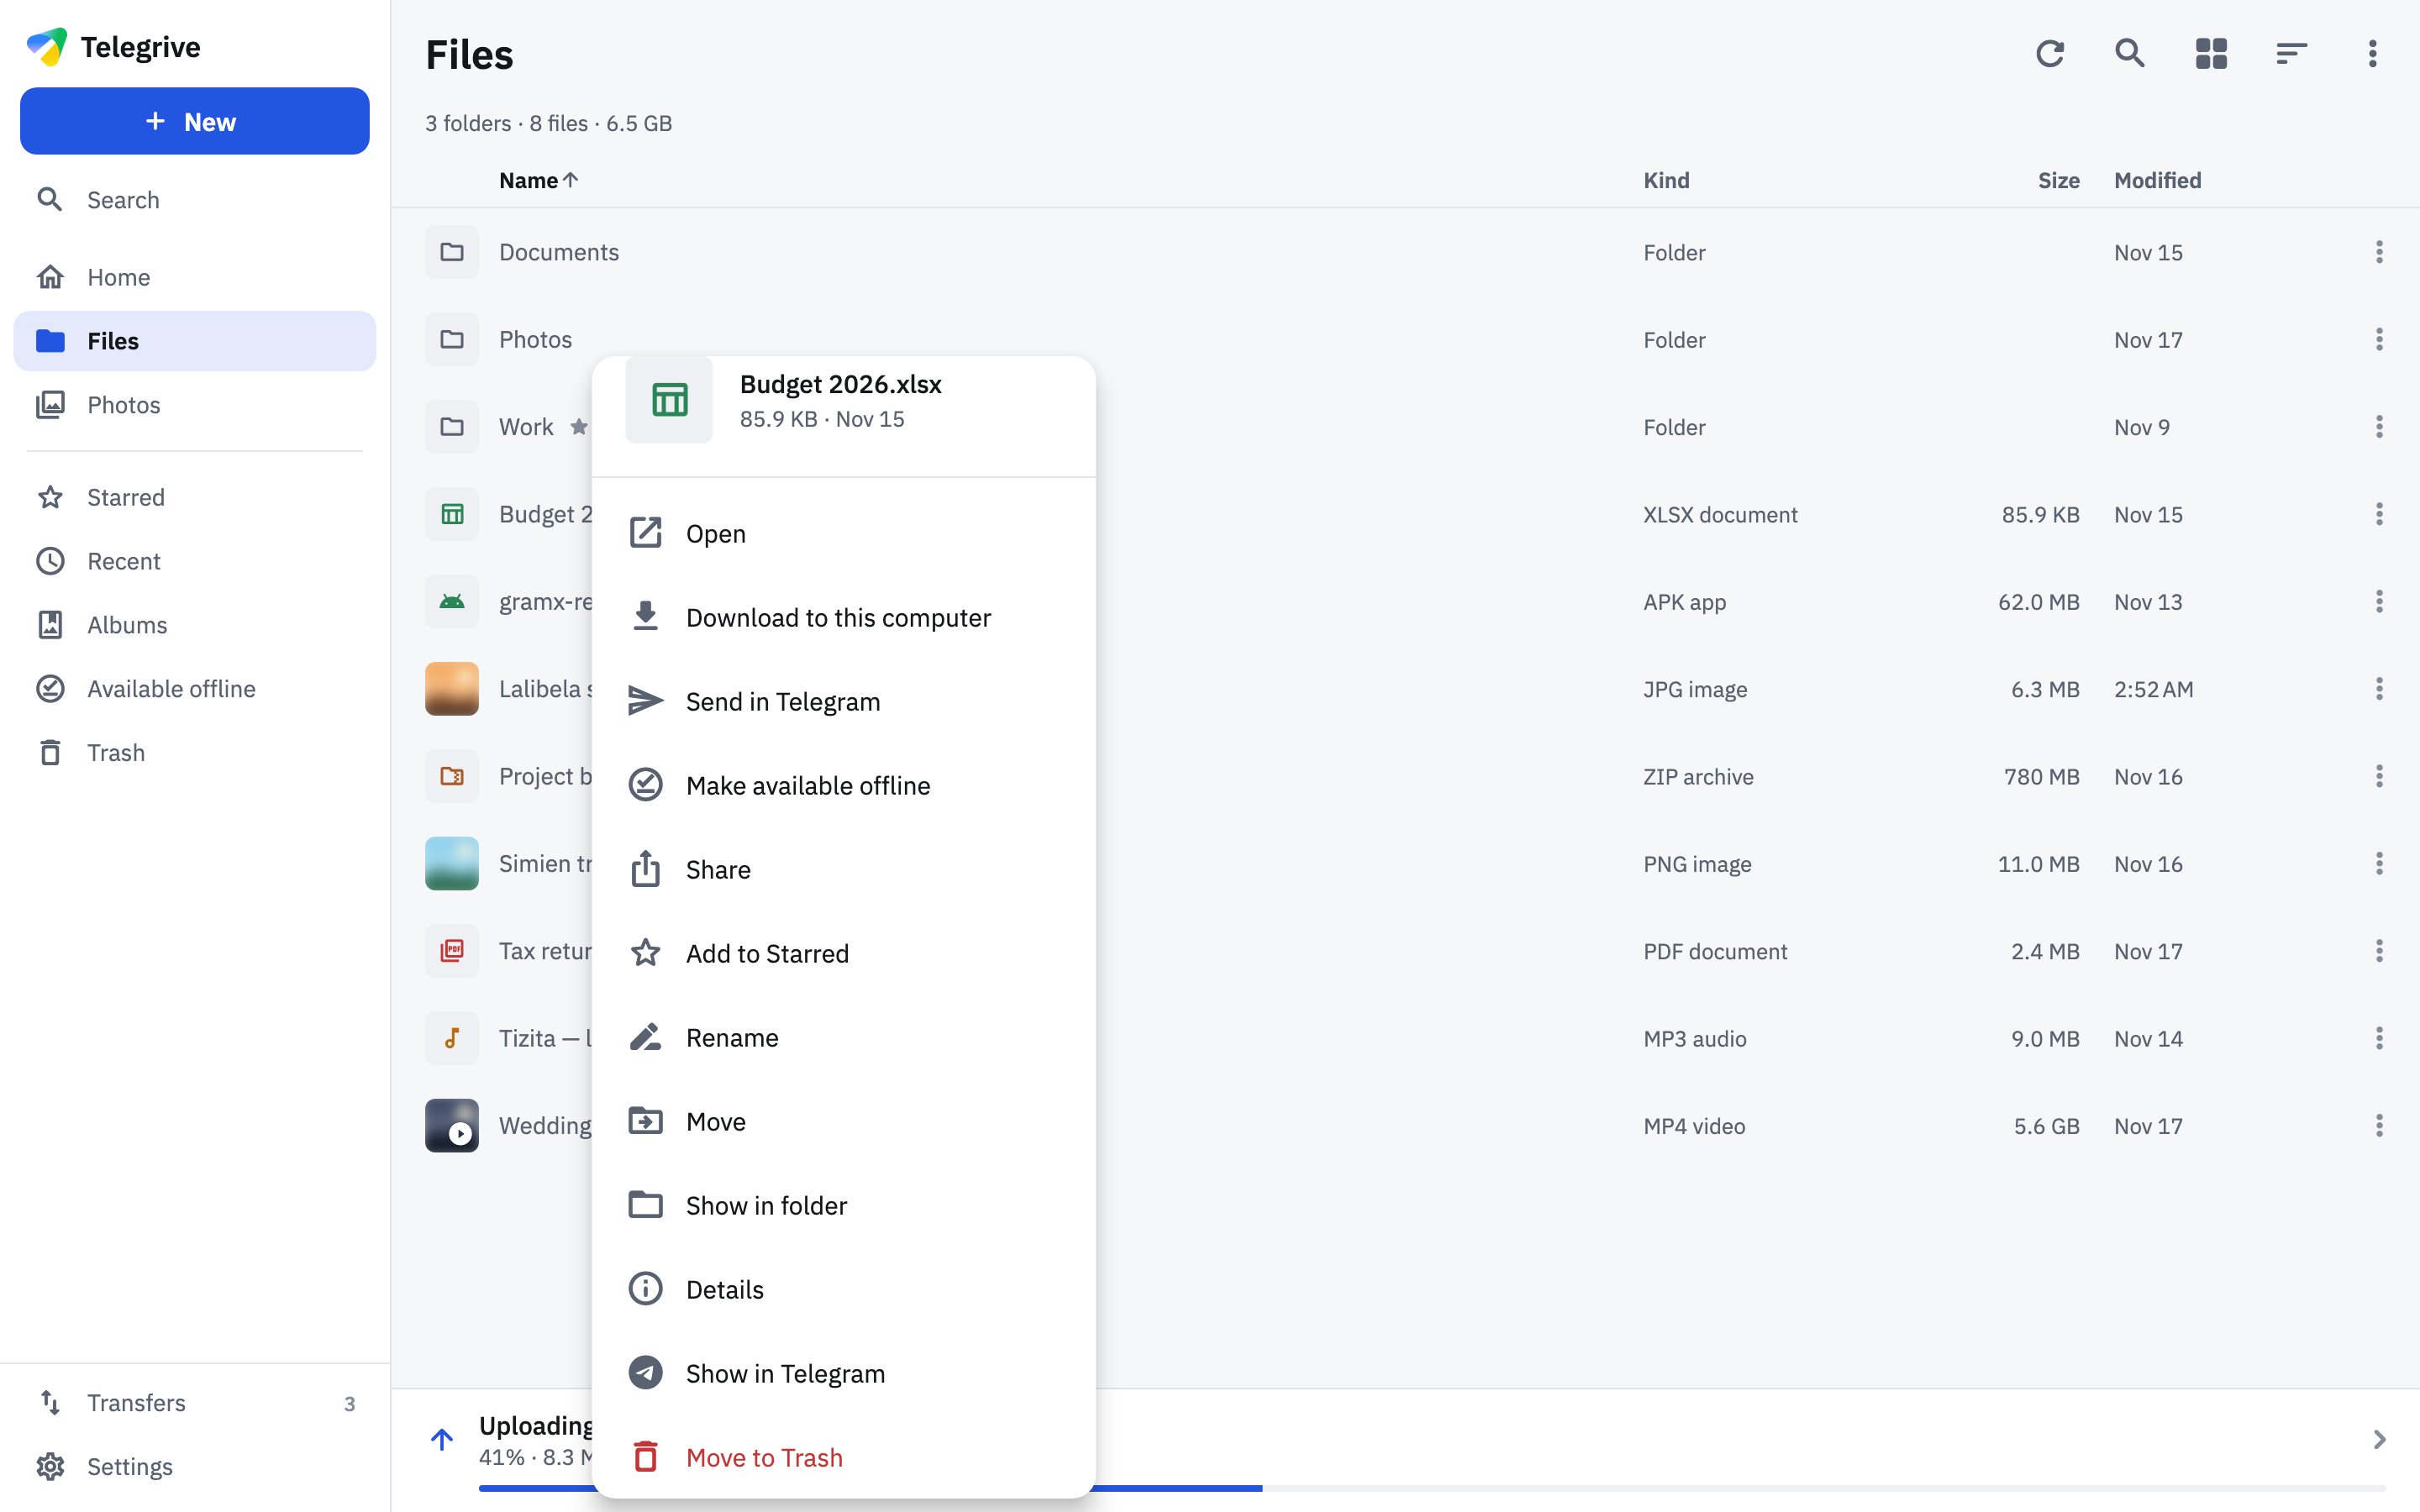 Telegrive
New
Search
Home
Files
Photos
Starred
Recent
Albums
Available offline
Trash
Transfers 3
Settings
Files
3 folders · 8 files · 6.5 GB
Name Kind Size Modified
Documents Folder Nov 15
Photos Folder Nov 17
Work Folder Nov 9
Budget 2 XLSX document 85.9 KB Nov 15
gramx-re APK app 62.0 MB Nov 13
Lalibela JPG image 6.3 MB 2:52 AM
Project b ZIP archive 780 MB Nov 16
Simien tr PNG image 11.0 MB Nov 16
Tax retur PDF document 2.4 MB Nov 17
Tizita — MP3 audio 9.0 MB Nov 14
Wedding MP4 video 5.6 GB Nov 17
Budget 2026.xlsx
85.9 KB · Nov 15
Open
Download to this computer
Send in Telegram
Make available offline
Share
Add to Starred
Rename
Move
Show in folder
Details
Show in Telegram
Move to Trash
Uploading
41% · 8.3
PDF